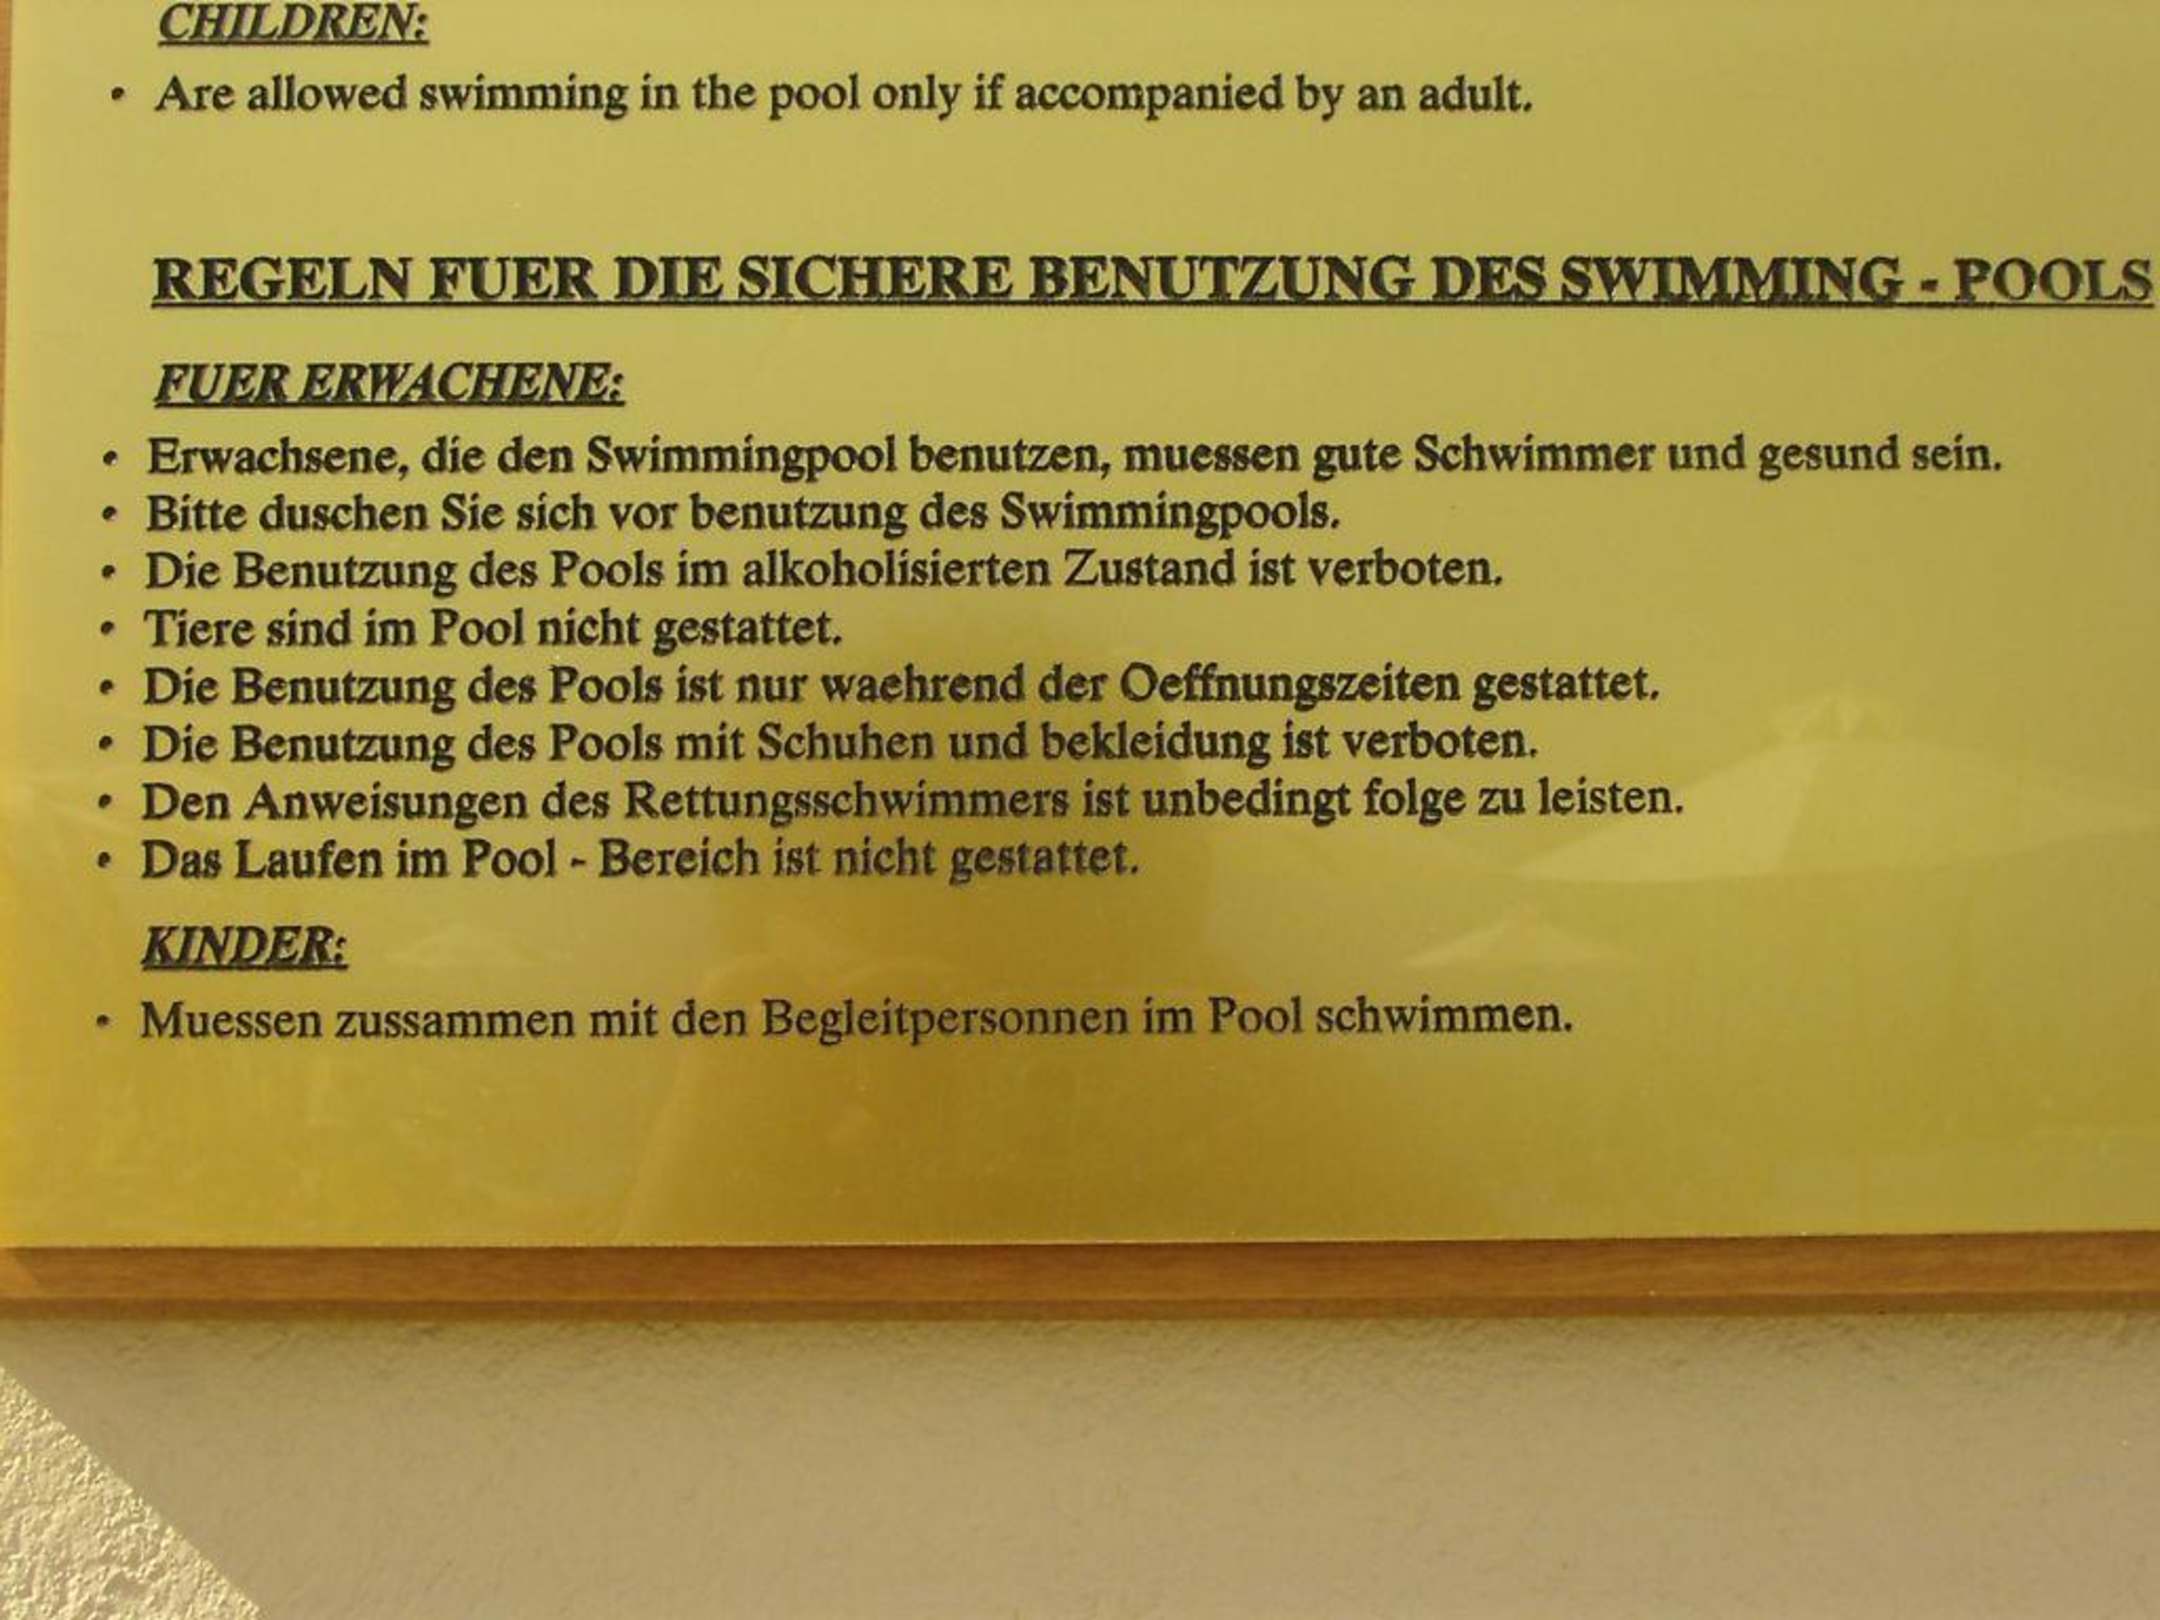 CHILDREN:
• Are allowed swimming in the pool only if accompanied by an adult.
REGELN FUER DIE SICHERE BENUTZUNG DES SWIMMING - POOLS
FUER ERWACHENE:
• Erwachsene, die den Swimmingpool benutzen, muessen gute Schwimmer und gesund sein.
• Bitte duschen Sie sich vor benutzung des Swimmingpools.
• Die Benutzung des Pools im alkoholisierten Zustand ist verboten.
• Tiere sind im Pool nicht gestattet.
• Die Benutzung des Pools ist nur waehrend der Oeffnungszeiten gestattet.
• Die Benutzung des Pools mit Schuhen und bekleidung ist verboten.
• Den Anweisungen des Rettungsschwimmers ist unbedingt folge zu leisten.
• Das Laufen im Pool - Bereich ist nicht gestattet.
KINDER:
• Muessen zussammen mit den Begleitpersonnen im Pool schwimmen.